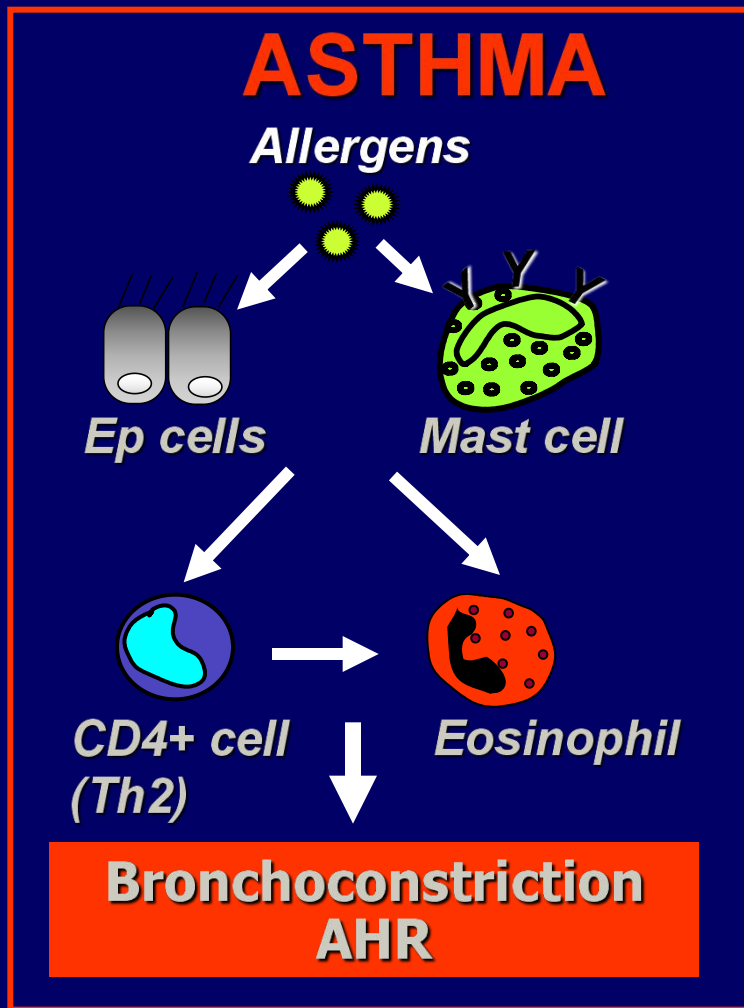 ASTHMA
Allergens
Ep cells
Mast cell
CD4+ cell
(Th2)
Eosinophil
Bronchoconstriction
AHR